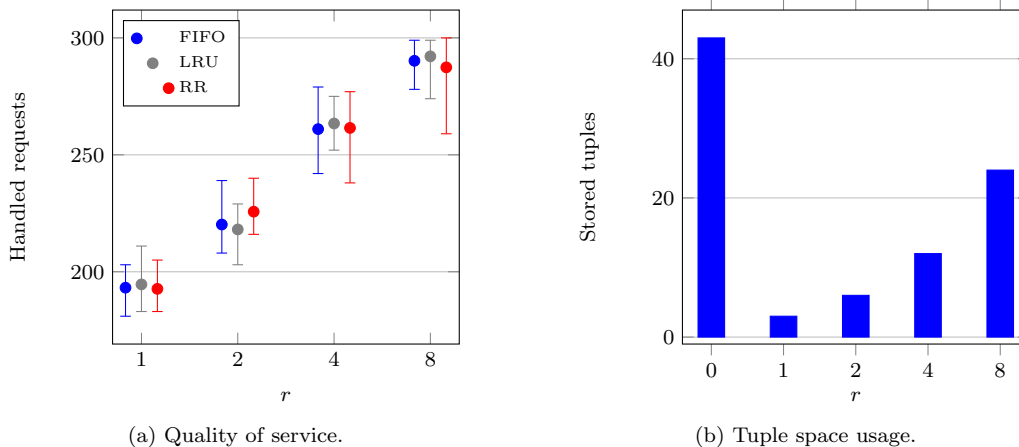 300
250
200
Handled requests
FIFO
LRU
RR
1 2 4 8
r
(a) Quality of service.
40
20
0
Stored tuples
0 1 2 4 8
r
(b) Tuple space usage.